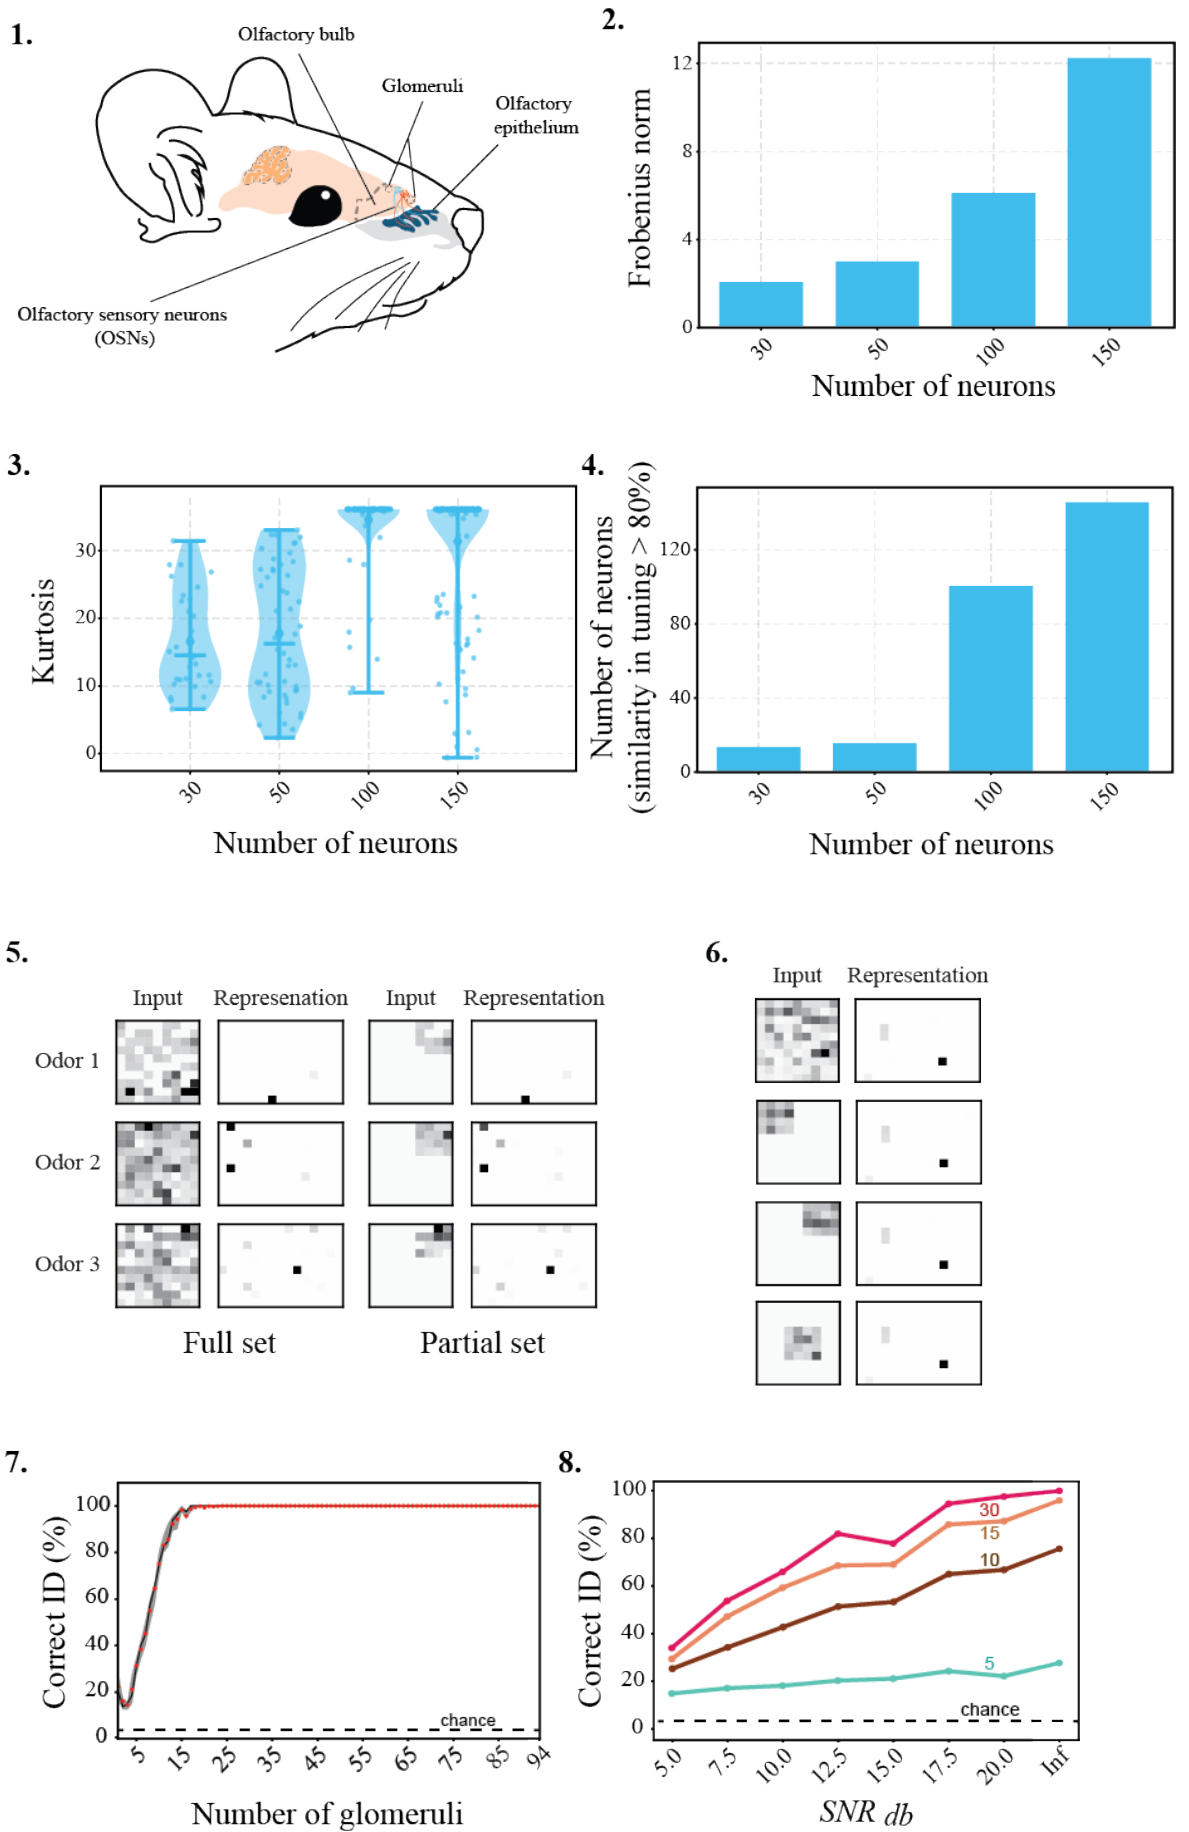 1.
Olfactory bulb
Glomeruli
Olfactory
epithelium
Olfactory sensory neurons
(OSNs)
2.
Frobenius norm
12
8
4
0
30
50
100
150
Number of neurons
3.
Kurtosis
30
20
10
0
30
50
100
150
Number of neurons
4.
Number of neurons
(similarity in tuning > 80%)
120
80
40
0
30
50
100
150
Number of neurons
5.
Input
Represenation
Input
Representation
Odor 1
Odor 2
Odor 3
Full set
Partial set
6.
Input
Representation
7.
Correct ID (%)
100
80
60
40
20
0
chance
5
15
25
35
45
55
65
75
85
94
Number of glomeruli
8.
Correct ID (%)
100
80
60
40
20
0
30
15
10
5
chance
5.0
7.5
10.0
12.5
15.0
17.5
20.0
Inf
SNR db